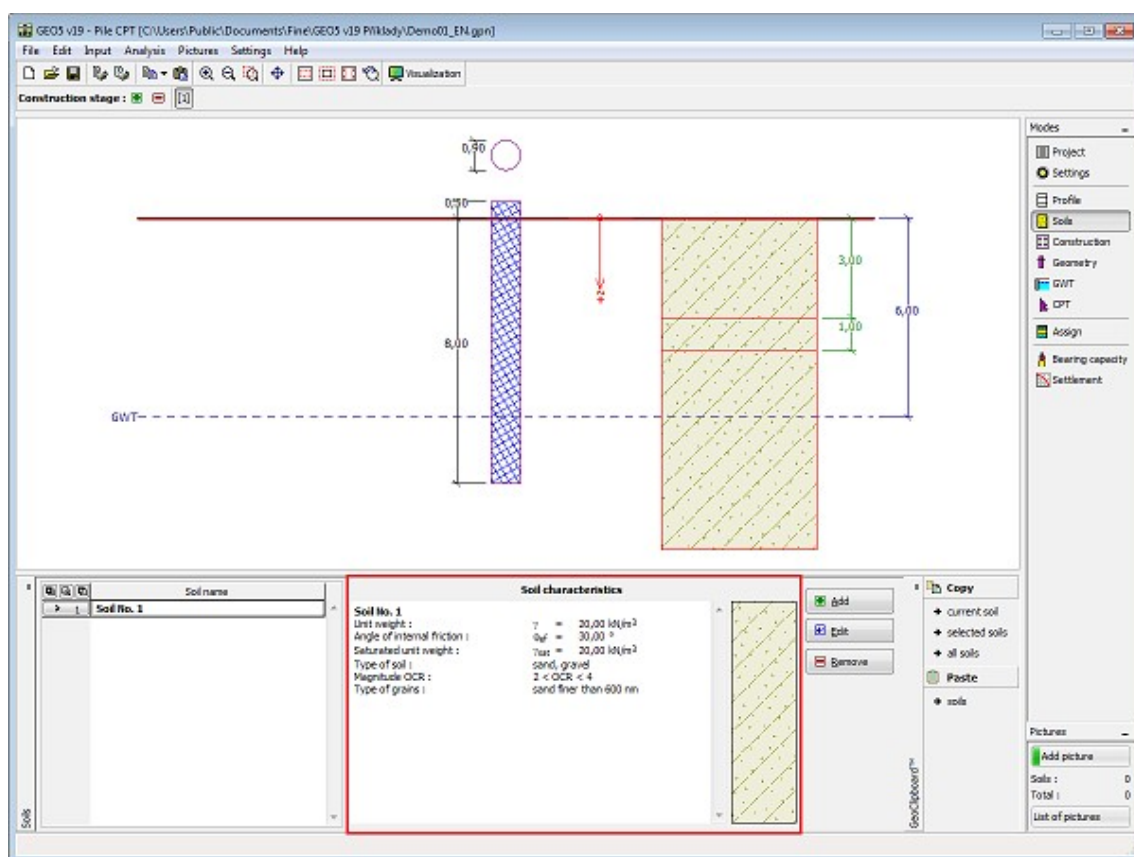 GEO5 v19 - Pile CPT [C:\Users\Public\Documents\Fine\GEO5 v19 Příklady\Demo01_EN.gpn]
File Edit Input Analysis Pictures Settings Help
Visualization
Construction stage : [1]
0,90
0,50
8,00
GWT
+z
3,00
1,00
6,00
Modes
Project
Settings
Profile
Soils
Construction
Geometry
GWT
CPT
Assign
Bearing capacity
Settlement
Soil name
> 1 Soil No. 1
Soils
Soil characteristics
Soil No. 1
Unit weight : γ = 20,00 kN/m³
Angle of internal friction : φef = 30,00 °
Saturated unit weight : γsat = 20,00 kN/m³
Type of soil : sand, gravel
Magnitude OCR : 2 < OCR < 4
Type of grains : sand finer than 600 nm
Add
Edit
Remove
GeoClipboard™
Copy
current soil
selected soils
all soils
Paste
soils
Pictures
Add picture
Soils : 0
Total : 0
List of pictures